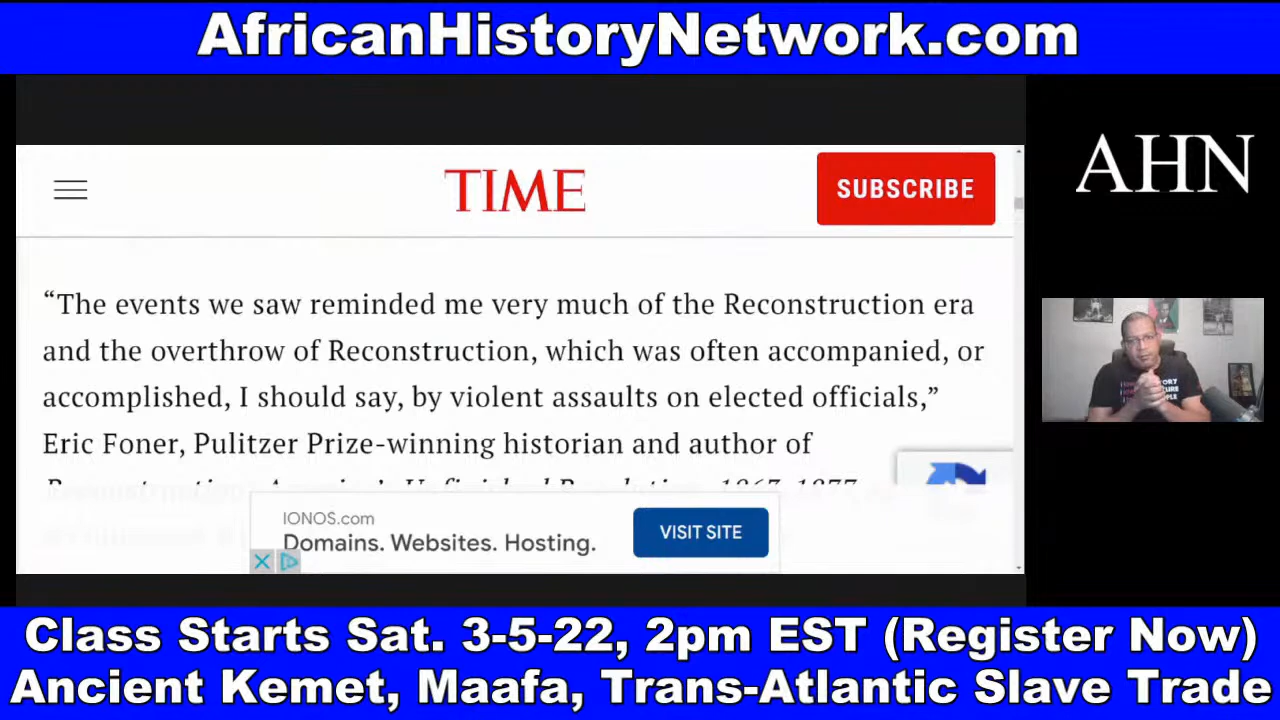 AfricanHistoryNetwork.com
AHN
TIME
SUBSCRIBE
“The events we saw reminded me very much of the Reconstruction era
and the overthrow of Reconstruction, which was often accompanied, or
accomplished, I should say, by violent assaults on elected officials,”
Eric Foner, Pulitzer Prize-winning historian and author of
IONOS.com
Domains. Websites. Hosting.
VISIT SITE
Class Starts Sat. 3-5-22, 2pm EST (Register Now)
Ancient Kemet, Maafa, Trans-Atlantic Slave Trade